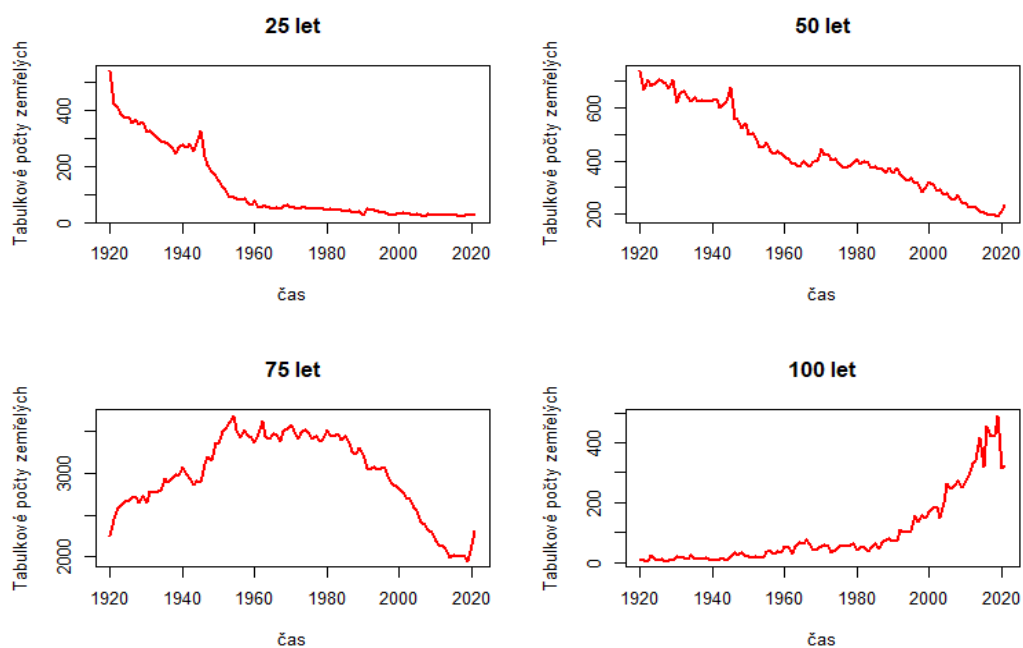 25 let
Tabulkové počty zemřelých
0 200 400
1920 1940 1960 1980 2000 2020
čas
50 let
Tabulkové počty zemřelých
200 400 600
1920 1940 1960 1980 2000 2020
čas
75 let
Tabulkové počty zemřelých
2000 3000
1920 1940 1960 1980 2000 2020
čas
100 let
Tabulkové počty zemřelých
0 200 400
1920 1940 1960 1980 2000 2020
čas